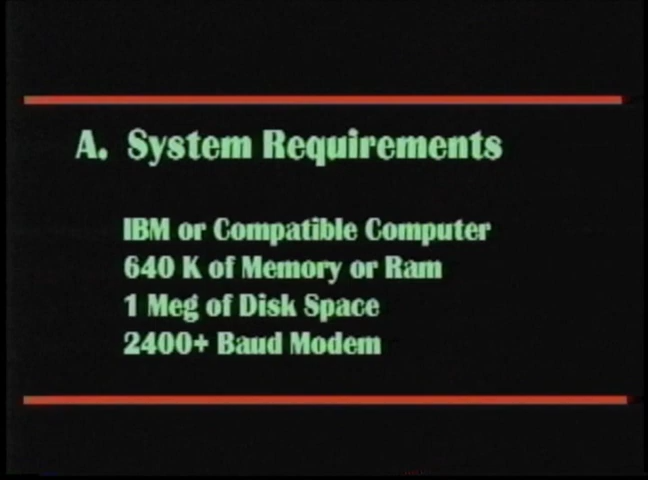 A. System Requirements
IBM or Compatible Computer
640 K of Memory or Ram
1 Meg of Disk Space
2400+ Baud Modem